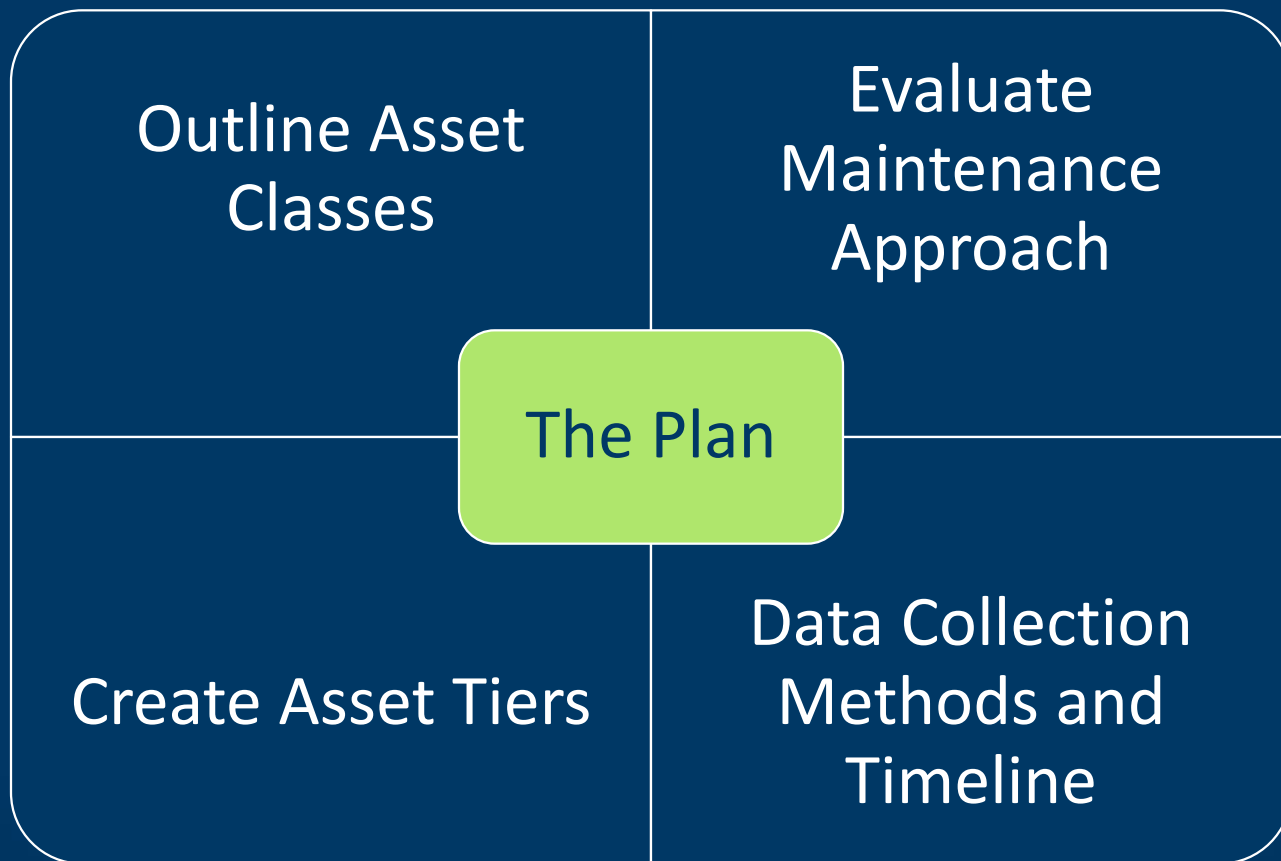 Outline Asset
Classes
Evaluate
Maintenance
Approach
The Plan
Create Asset Tiers
Data Collection
Methods and
Timeline